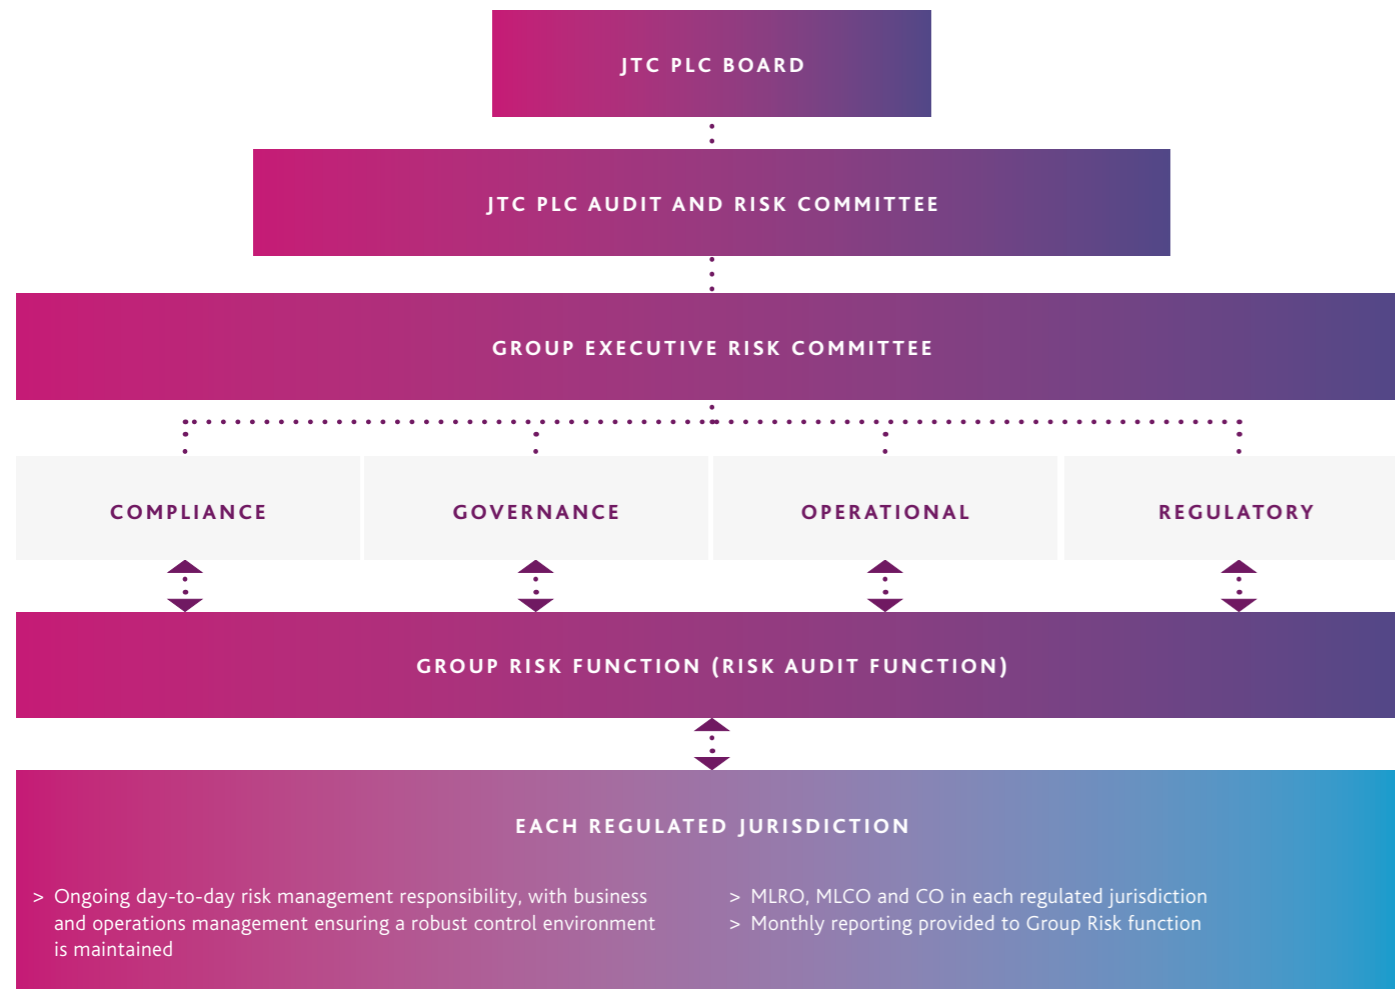 JTC PLC BOARD
JTC PLC AUDIT AND RISK COMMITTEE
GROUP EXECUTIVE RISK COMMITTEE
COMPLIANCE
GOVERNANCE
OPERATIONAL
REGULATORY
GROUP RISK FUNCTION (RISK AUDIT FUNCTION)
EACH REGULATED JURISDICTION
> Ongoing day-to-day risk management responsibility, with business
and operations management ensuring a robust control environment
is maintained
> MLRO, MLCO and CO in each regulated jurisdiction
> Monthly reporting provided to Group Risk function